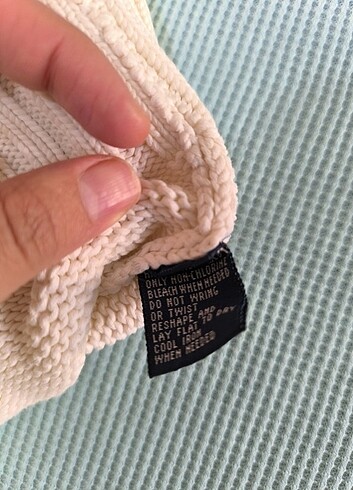 ONLY NON-CHLORINE
BLEACH WHEN NEEDED
DO NOT WRING
OR TWIST
RESHAPE AND
LAY FLAT TO DRY
COOL IRON
WHEN NEEDED